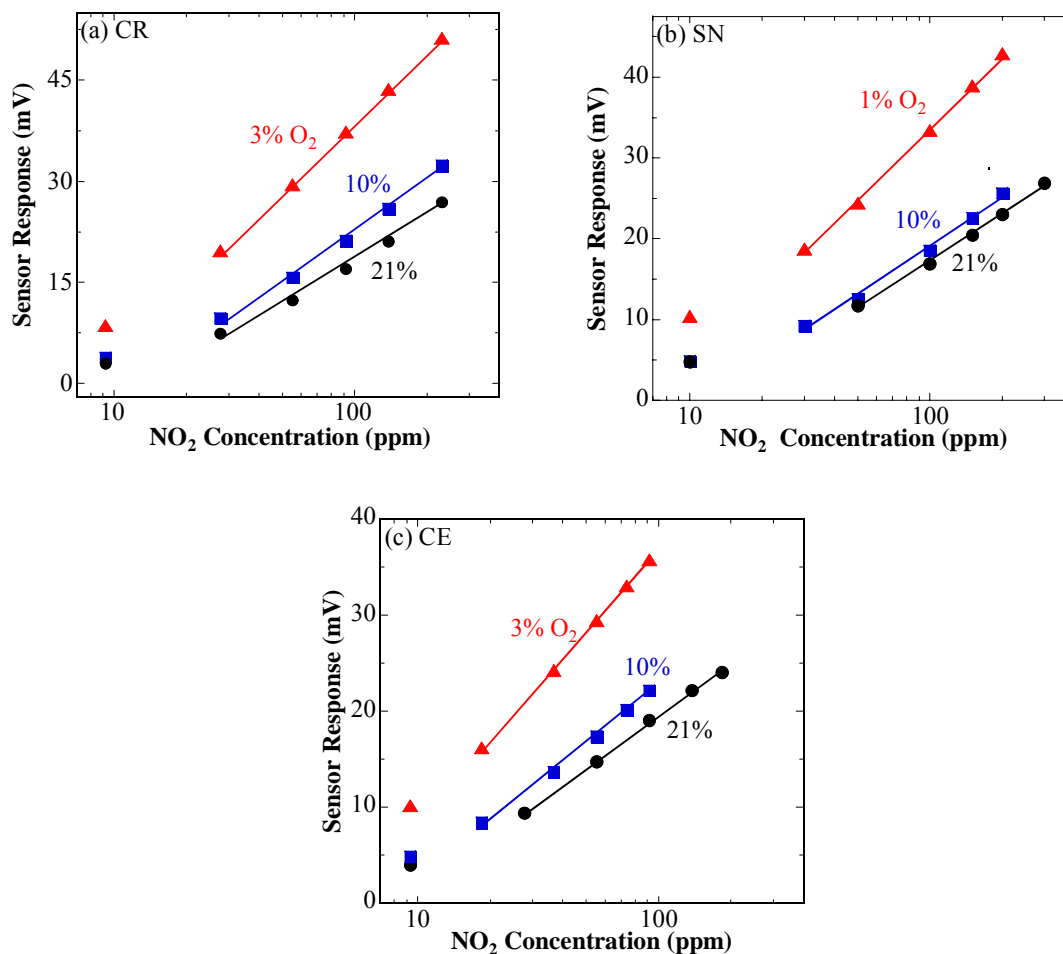 (a) CR
Sensor Response (mV)
45
30
15
0
3% O₂
10%
21%
10
100
NO₂ Concentration (ppm)
(b) SN
Sensor Response (mV)
40
30
20
10
0
1% O₂
10%
21%
10
100
NO₂ Concentration (ppm)
(c) CE
Sensor Response (mV)
40
30
20
10
0
3% O₂
10%
21%
10
100
NO₂ Concentration (ppm)